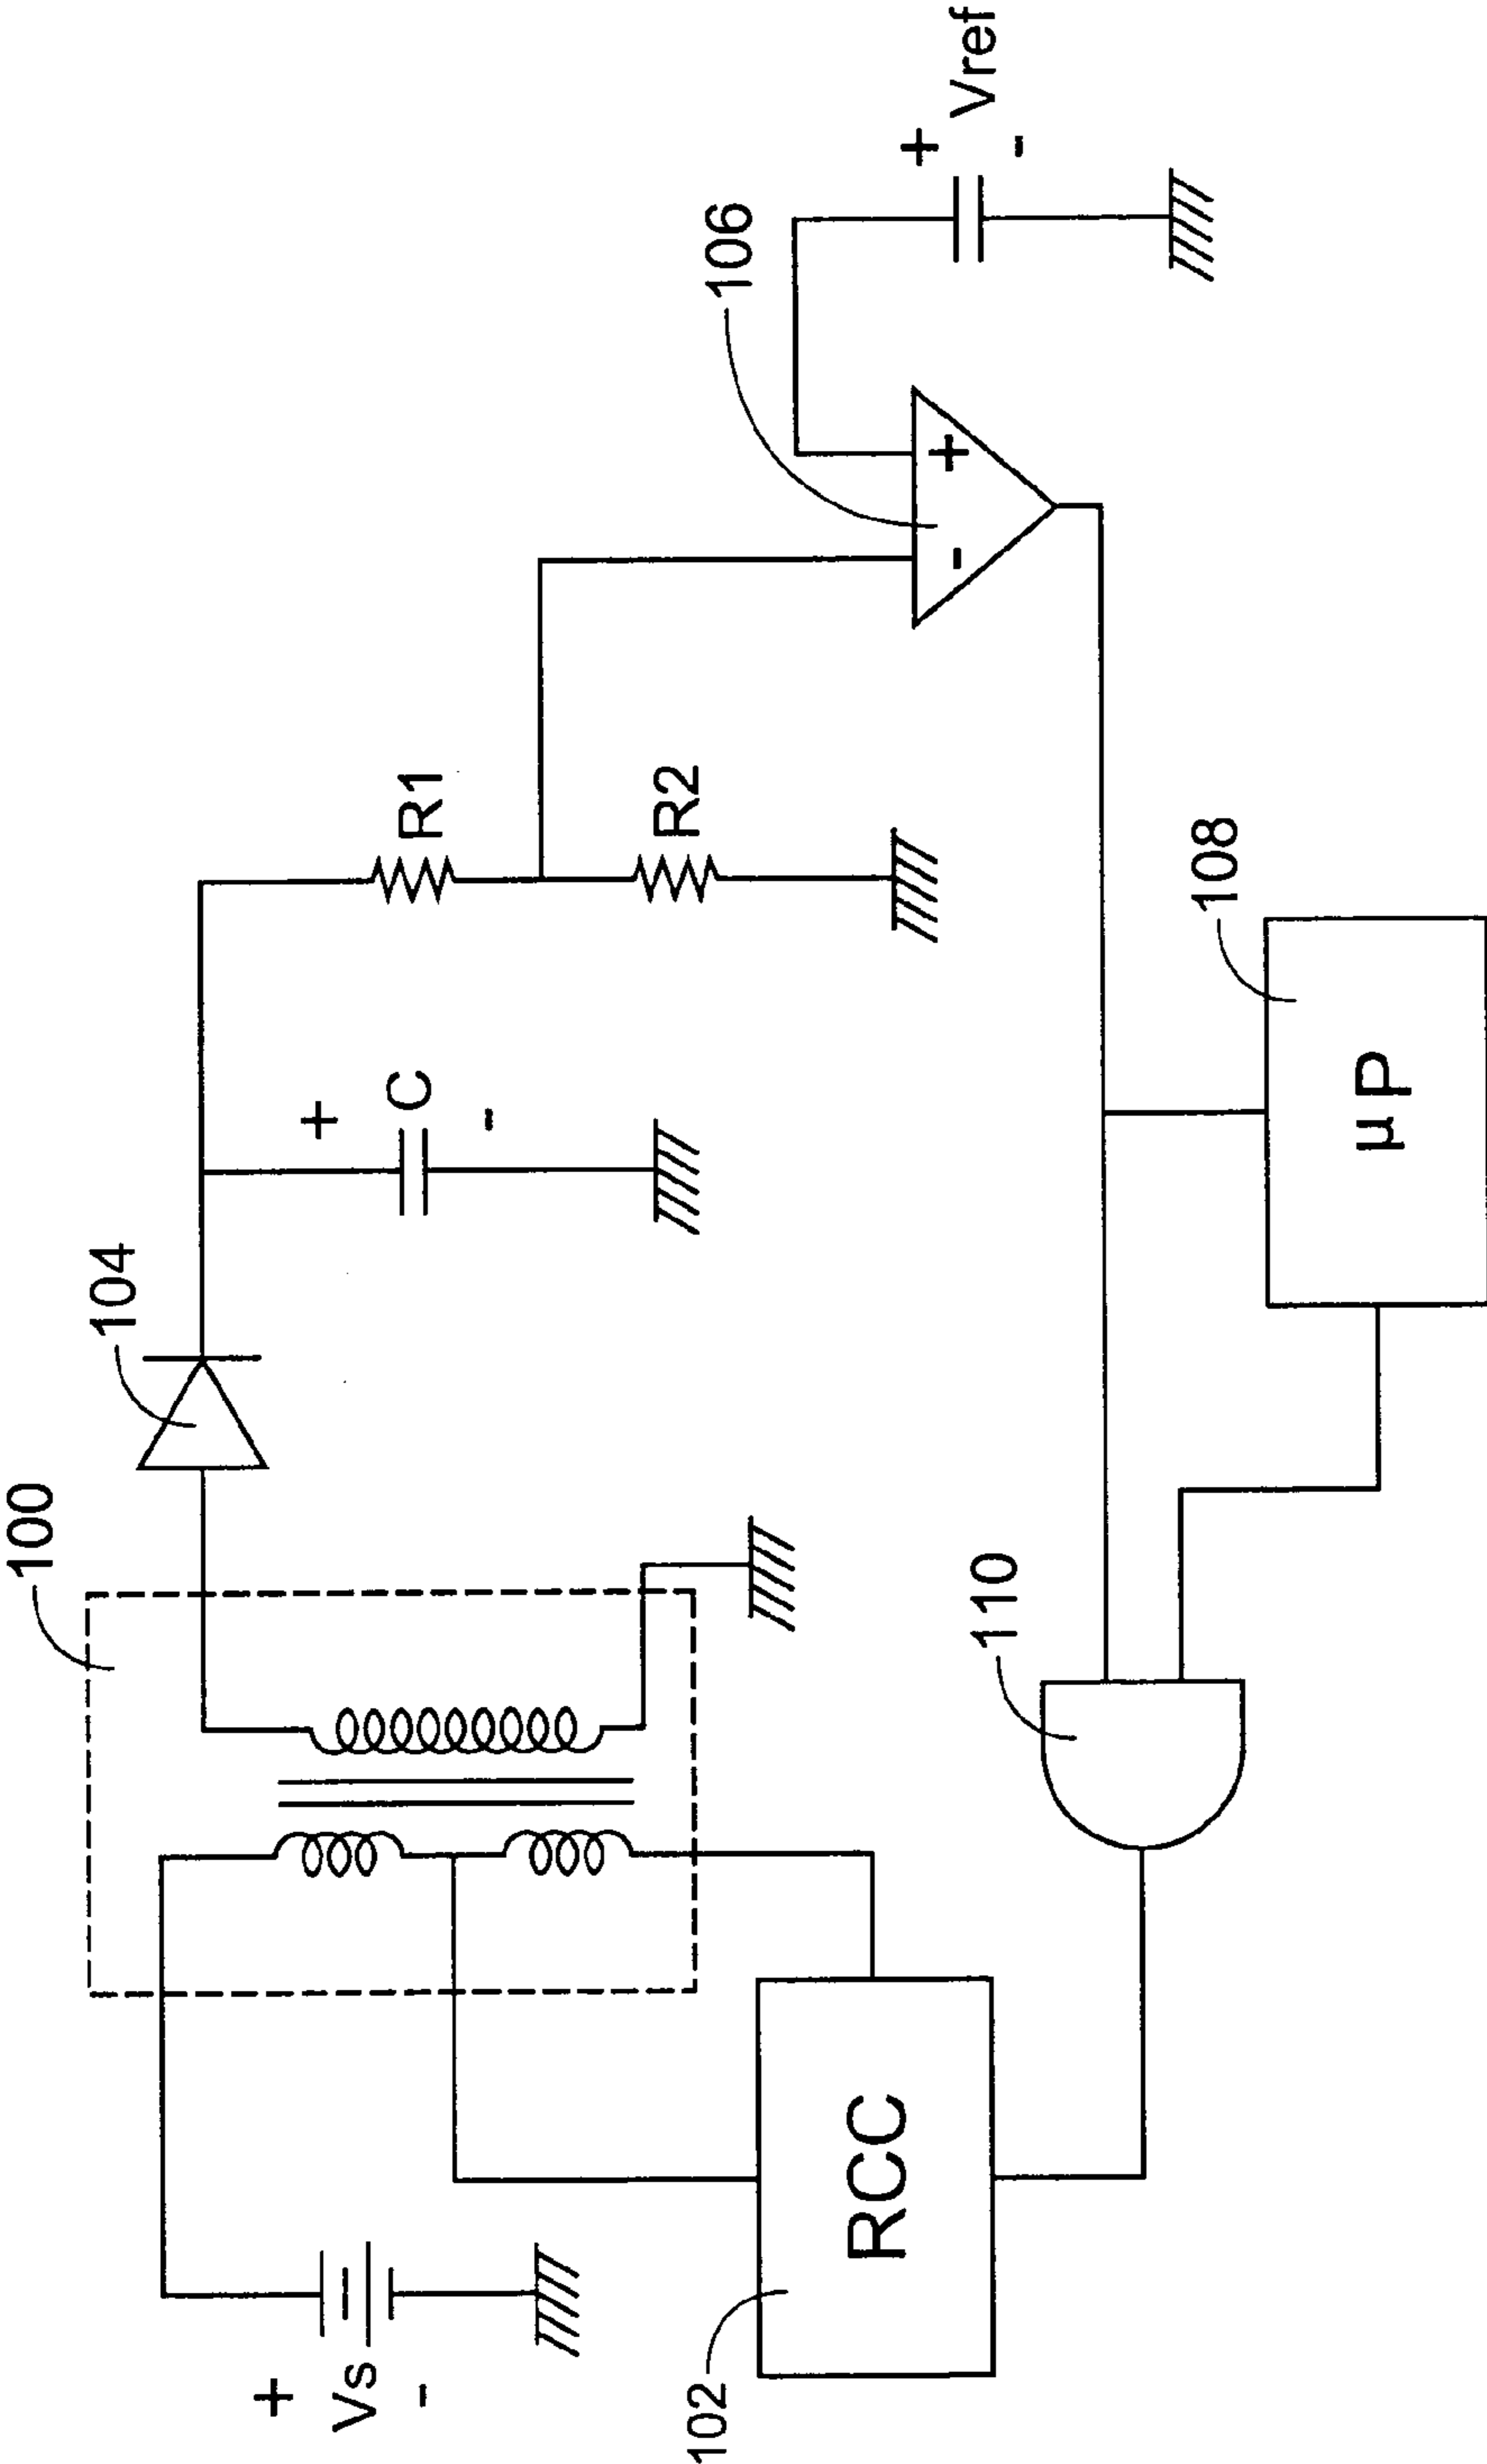 100
104
+
C
-
R1
R2
106
+
-
+
Vref
-
+
Vs
-
102
RCC
110
108
µP